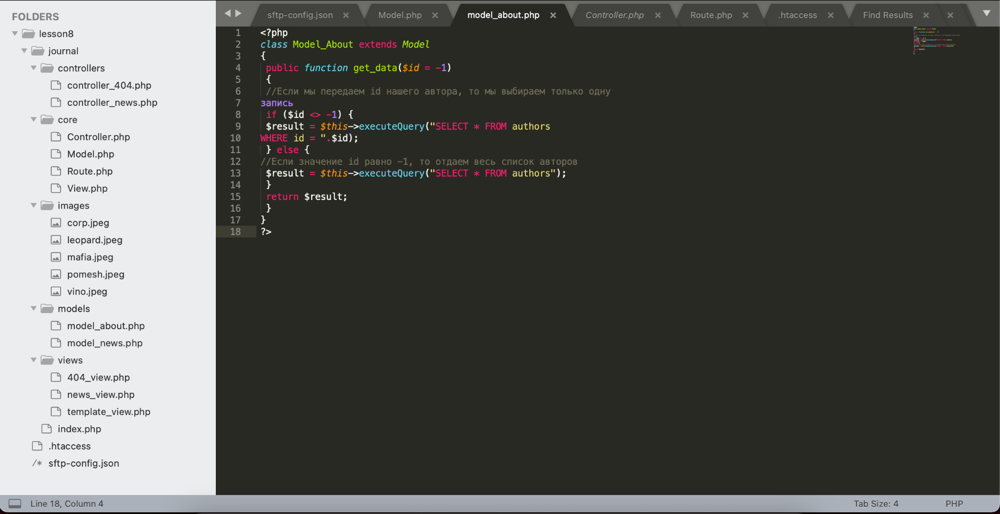 FOLDERS
lesson8
journal
controllers
controller_404.php
controller_news.php
core
Controller.php
Model.php
Route.php
View.php
images
corp.jpeg
leopard.jpeg
mafia.jpeg
pomesh.jpeg
vino.jpeg
models
model_about.php
model_news.php
views
404_view.php
news_view.php
template_view.php
index.php
.htaccess
/* sftp-config.json
sftp-config.json × Model.php × model_about.php × Controller.php × Route.php × .htaccess × Find Results × ×
1 <?php
2 class Model_About extends Model
3 {
4 public function get_data($id = -1)
5 {
6 //Если мы передаем id нашего автора, то мы выбираем только одну
7 запись
8 if ($id <> -1) {
9 $result = $this->executeQuery("SELECT * FROM authors
10 WHERE id = ".$id);
11 } else {
12 //Если значение id равно -1, то отдаем весь список авторов
13 $result = $this->executeQuery("SELECT * FROM authors");
14 }
15 return $result;
16 }
17 }
18 ?>
Line 18, Column 4
Tab Size: 4
PHP